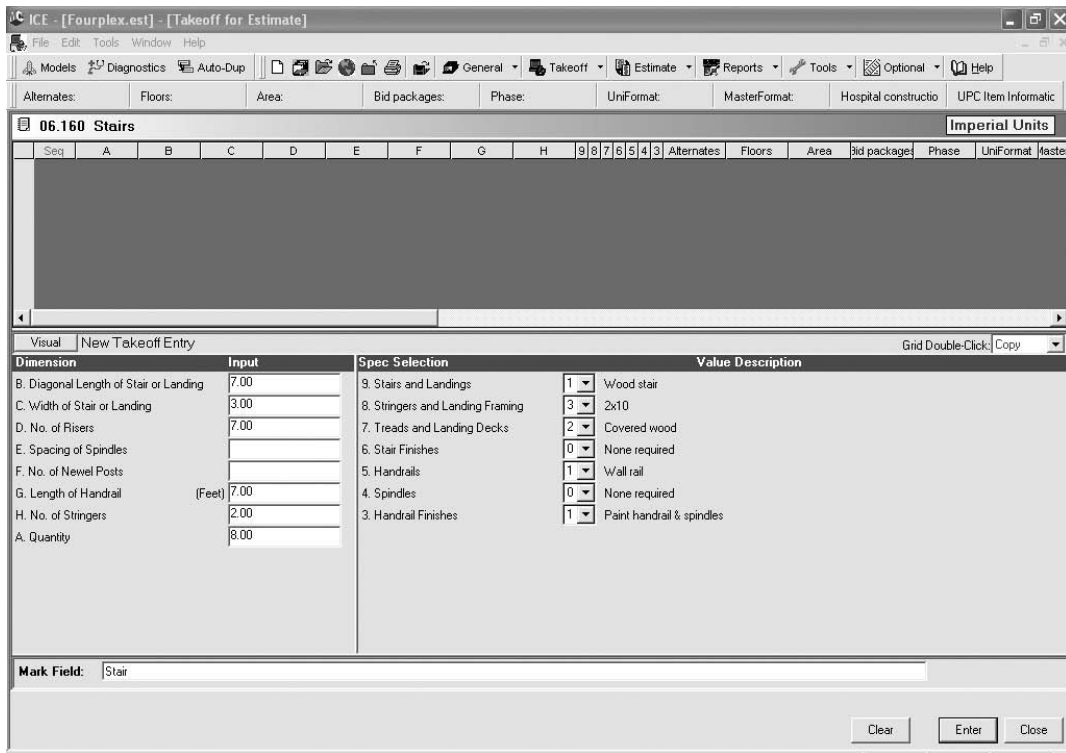 ICE - [Fourplex.est] - [Takeoff for Estimate]
File Edit Tools Window Help
Models Diagnostics Auto-Dup General Takeoff Estimate Reports Tools Optional Help
Alternates: Floors: Area: Bid packages: Phase: UniFormat: MasterFormat: Hospital constructio UPC Item Informatic
06.160 Stairs Imperial Units
Seq A B C D E F G H 9 8 7 6 5 4 3 Alternates Floors Area Bid packages Phase UniFormat Maste
Visual New Takeoff Entry Grid Double-Click: Copy
Dimension Input Spec Selection Value Description
B. Diagonal Length of Stair or Landing 7.00 9. Stairs and Landings 1 Wood stair
C. Width of Stair or Landing 3.00 8. Stringers and Landing Framing 3 2x10
D. No. of Risers 7.00 7. Treads and Landing Decks 2 Covered wood
E. Spacing of Spindles 6. Stair Finishes 0 None required
F. No. of Newel Posts 5. Handrails 1 Wall rail
G. Length of Handrail (Feet) 7.00 4. Spindles 0 None required
H. No. of Stringers 2.00 3. Handrail Finishes 1 Paint handrail & spindles
A. Quantity 8.00
Mark Field: Stair
Clear Enter Close